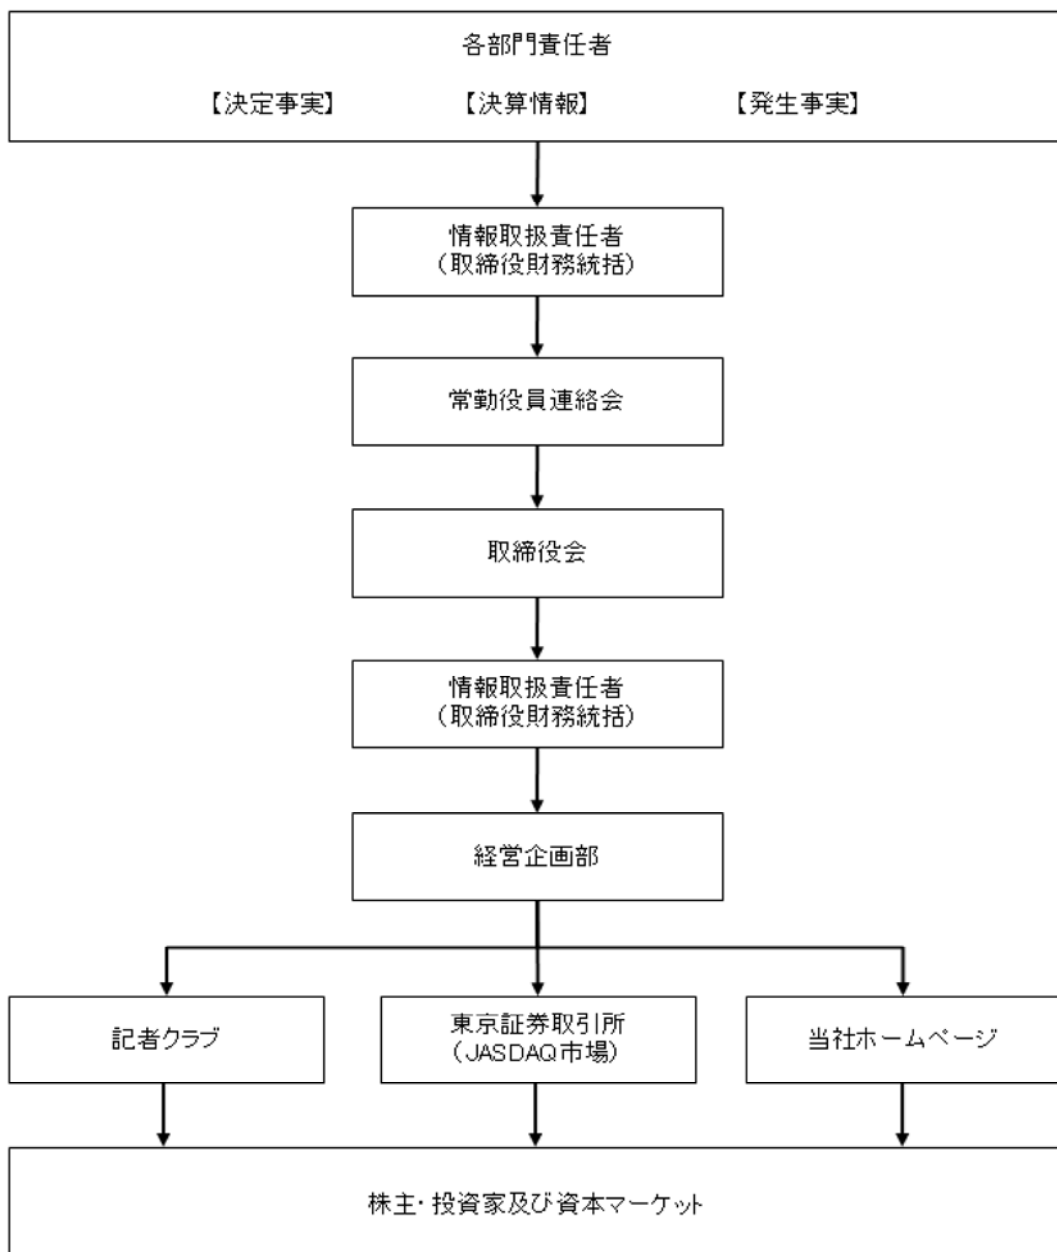 各部門責任者
【決定事実】 【決算情報】 【発生事実】
情報取扱責任者
（取締役財務統括）
常勤役員連絡会
取締役会
情報取扱責任者
（取締役財務統括）
経営企画部
記者クラブ
東京証券取引所
（JASDAQ市場）
当社ホームページ
株主・投資家及び資本マーケット